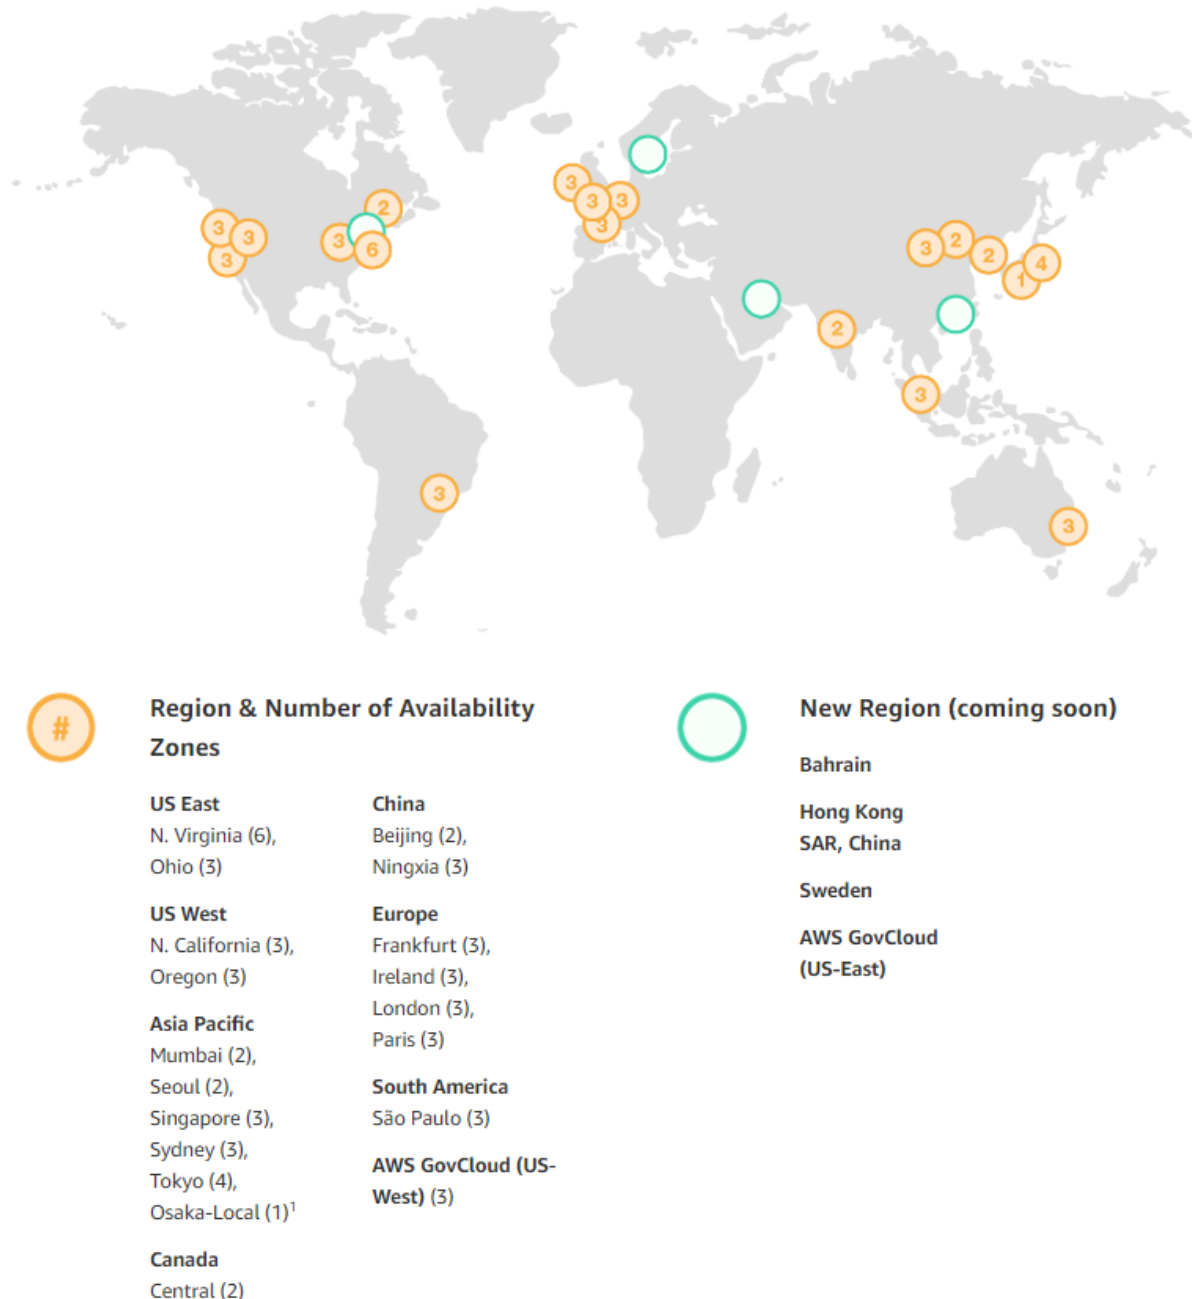 3
2
3
3
3
3
3
3
3
6
3
2
2
4
3
1
2
3
3
3
#
Region & Number of Availability
Zones
US East
N. Virginia (6),
Ohio (3)
US West
N. California (3),
Oregon (3)
Asia Pacific
Mumbai (2),
Seoul (2),
Singapore (3),
Sydney (3),
Tokyo (4),
Osaka-Local (1)¹
Canada
Central (2)
China
Beijing (2),
Ningxia (3)
Europe
Frankfurt (3),
Ireland (3),
London (3),
Paris (3)
South America
São Paulo (3)
AWS GovCloud (US-
West) (3)
New Region (coming soon)
Bahrain
Hong Kong
SAR, China
Sweden
AWS GovCloud
(US-East)